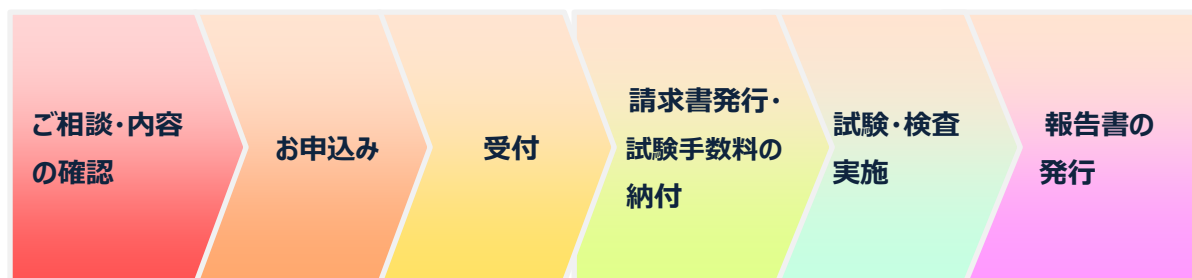 ご相談・内容
の確認
お申込み
受付
請求書発行・
試験手数料の
納付
試験・検査
実施
報告書の
発行